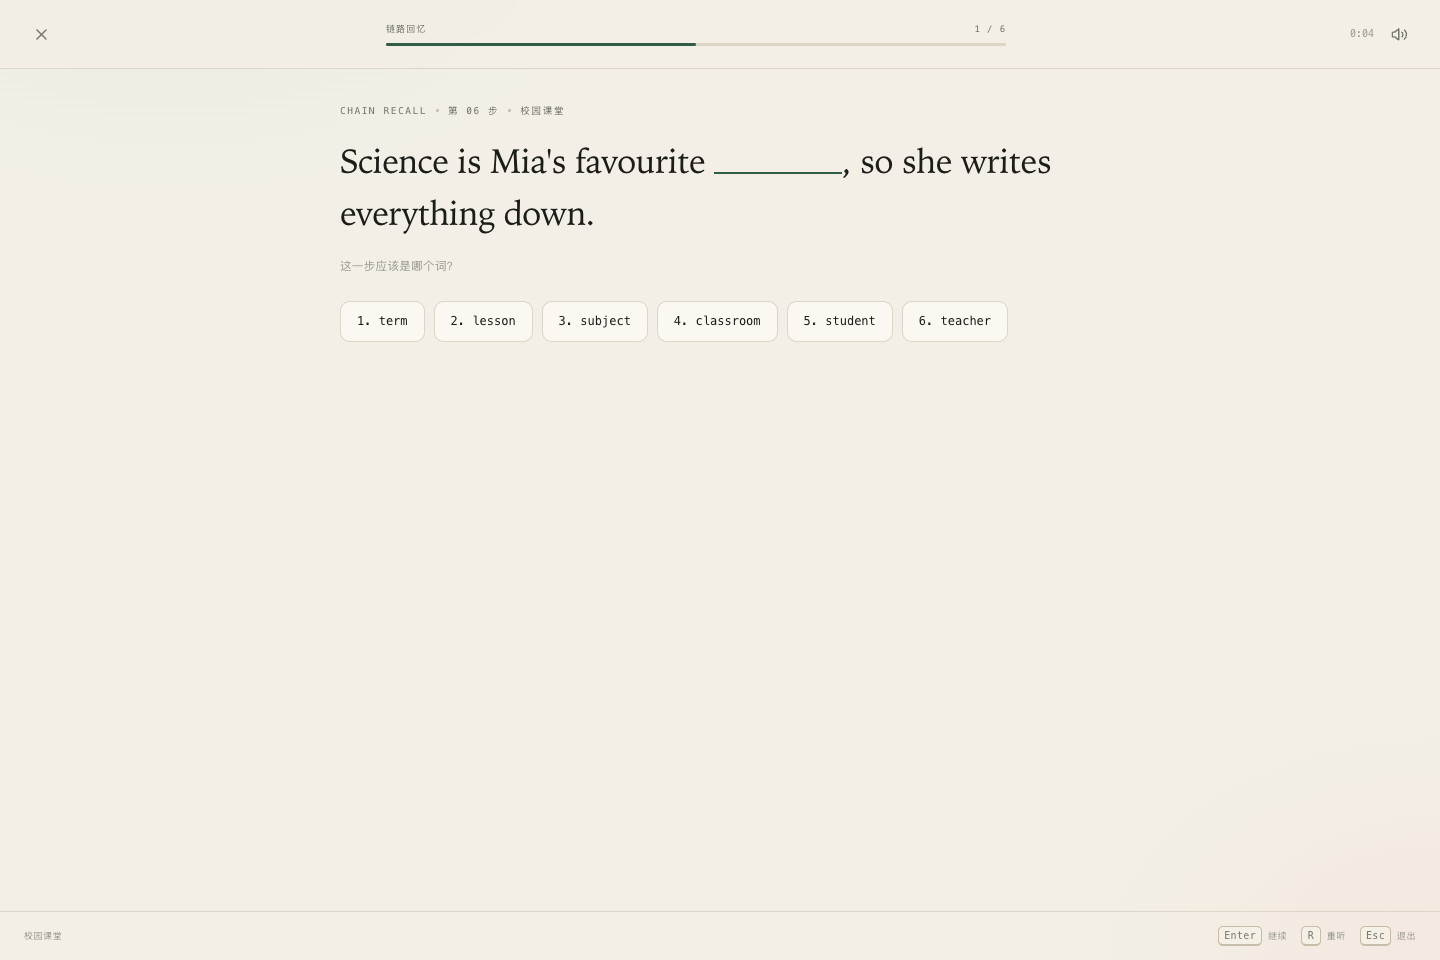 链路回忆
1 / 6
0:04
CHAIN RECALL • 第 06 步 • 校园课堂
Science is Mia's favourite ________, so she writes
everything down.
这一步应该是哪个词?
1. term
2. lesson
3. subject
4. classroom
5. student
6. teacher
校园课堂
Enter 继续
R 重听
Esc 退出